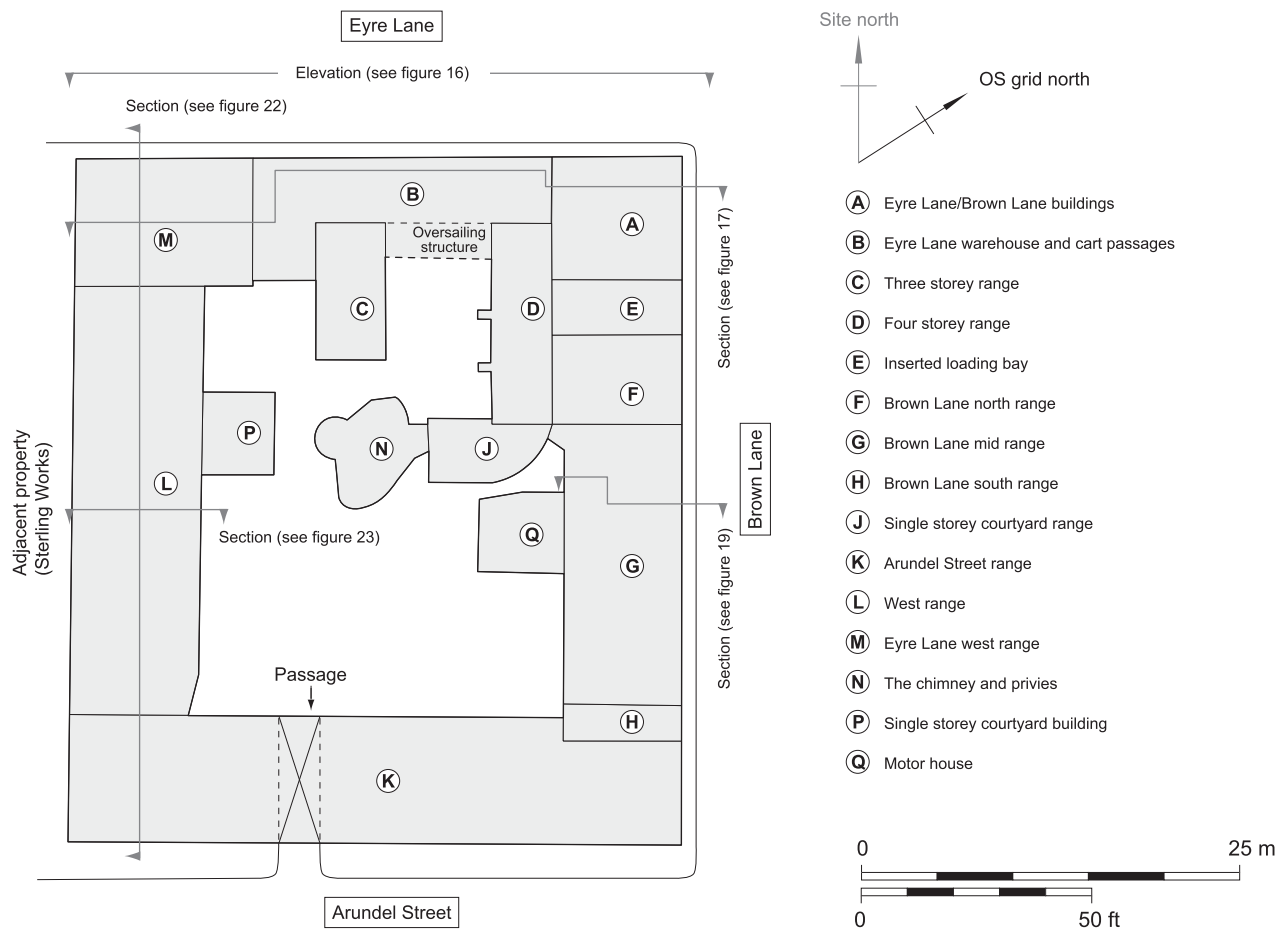 Eyre Lane
Elevation (see figure 16)
Section (see figure 22)
Site north
OS grid north
B
A
M
Oversailing
structure
C
D
E
F
P
N
J
L
Q
G
Section (see figure 17)
Section (see figure 23)
Section (see figure 19)
Brown Lane
Adjacent property
(Sterling Works)
Passage
H
K
Arundel Street
A Eyre Lane/Brown Lane buildings
B Eyre Lane warehouse and cart passages
C Three storey range
D Four storey range
E Inserted loading bay
F Brown Lane north range
G Brown Lane mid range
H Brown Lane south range
J Single storey courtyard range
K Arundel Street range
L West range
M Eyre Lane west range
N The chimney and privies
P Single storey courtyard building
Q Motor house
0 25 m
0 50 ft